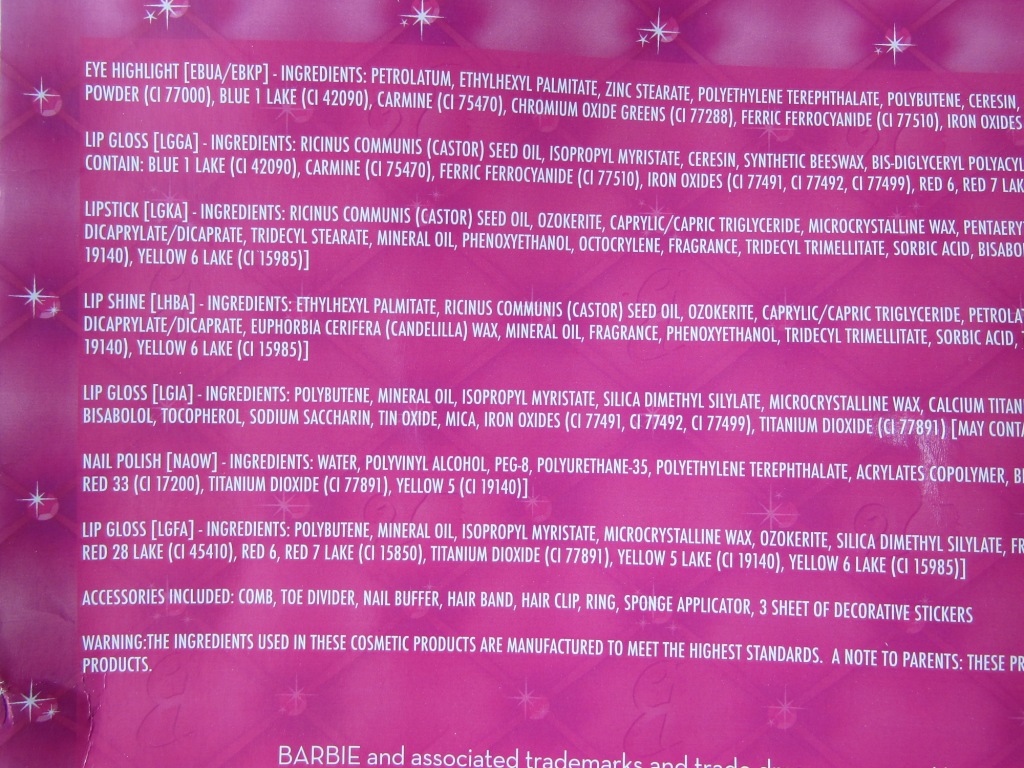 EYE HIGHLIGHT [EBUA/EBKP] - INGREDIENTS: PETROLATUM, ETHYLHEXYL PALMITATE, ZINC STEARATE, POLYETHYLENE TEREPHTHALATE, POLYBUTENE, CERESIN,
POWDER (CI 77000), BLUE 1 LAKE (CI 42090), CARMINE (CI 75470), CHROMIUM OXIDE GREENS (CI 77288), FERRIC FERROCYANIDE (CI 77510), IRON OXIDES
LIP GLOSS [LGGA] - INGREDIENTS: RICINUS COMMUNIS (CASTOR) SEED OIL, ISOPROPYL MYRISTATE, CERESIN, SYNTHETIC BEESWAX, BIS-DIGLYCERYL POLYACYL
CONTAIN: BLUE 1 LAKE (CI 42090), CARMINE (CI 75470), FERRIC FERROCYANIDE (CI 77510), IRON OXIDES (CI 77491, CI 77492, CI 77499), RED 6, RED 7 LAK
LIPSTICK [LGKA] - INGREDIENTS: RICINUS COMMUNIS (CASTOR) SEED OIL, OZOKERITE, CAPRYLIC/CAPRIC TRIGLYCERIDE, MICROCRYSTALLINE WAX, PENTAERY
DICAPRYLATE/DICAPRATE, TRIDECYL STEARATE, MINERAL OIL, PHENOXYETHANOL, OCTOCRYLENE, FRAGRANCE, TRIDECYL TRIMELLITATE, SORBIC ACID, BISABO
19140), YELLOW 6 LAKE (CI 15985)]
LIP SHINE [LHBA] - INGREDIENTS: ETHYLHEXYL PALMITATE, RICINUS COMMUNIS (CASTOR) SEED OIL, OZOKERITE, CAPRYLIC/CAPRIC TRIGLYCERIDE, PETROLA
DICAPRYLATE/DICAPRATE, EUPHORBIA CERIFERA (CANDELILLA) WAX, MINERAL OIL, FRAGRANCE, PHENOXYETHANOL, TRIDECYL TRIMELLITATE, SORBIC ACID,
19140), YELLOW 6 LAKE (CI 15985)]
LIP GLOSS [LGIA] - INGREDIENTS: POLYBUTENE, MINERAL OIL, ISOPROPYL MYRISTATE, SILICA DIMETHYL SILYLATE, MICROCRYSTALLINE WAX, CALCIUM TITAN
BISABOLOL, TOCOPHEROL, SODIUM SACCHARIN, TIN OXIDE, MICA, IRON OXIDES (CI 77491, CI 77492, CI 77499), TITANIUM DIOXIDE (CI 77891) [MAY CONTA
NAIL POLISH [NAOW] - INGREDIENTS: WATER, POLYVINYL ALCOHOL, PEG-8, POLYURETHANE-35, POLYETHYLENE TEREPHTHALATE, ACRYLATES COPOLYMER,
RED 33 (CI 17200), TITANIUM DIOXIDE (CI 77891), YELLOW 5 (CI 19140)]
LIP GLOSS [LGFA] - INGREDIENTS: POLYBUTENE, MINERAL OIL, ISOPROPYL MYRISTATE, MICROCRYSTALLINE WAX, OZOKERITE, SILICA DIMETHYL SILYLATE, FR
RED 28 LAKE (CI 45410), RED 6, RED 7 LAKE (CI 15850), TITANIUM DIOXIDE (CI 77891), YELLOW 5 LAKE (CI 19140), YELLOW 6 LAKE (CI 15985)]
ACCESSORIES INCLUDED: COMB, TOE DIVIDER, NAIL BUFFER, HAIR BAND, HAIR CLIP, RING, SPONGE APPLICATOR, 3 SHEET OF DECORATIVE STICKERS
WARNING:THE INGREDIENTS USED IN THESE COSMETIC PRODUCTS ARE MANUFACTURED TO MEET THE HIGHEST STANDARDS. A NOTE TO PARENTS: THESE PR
PRODUCTS.
BARBIE and associated trademarks and trade